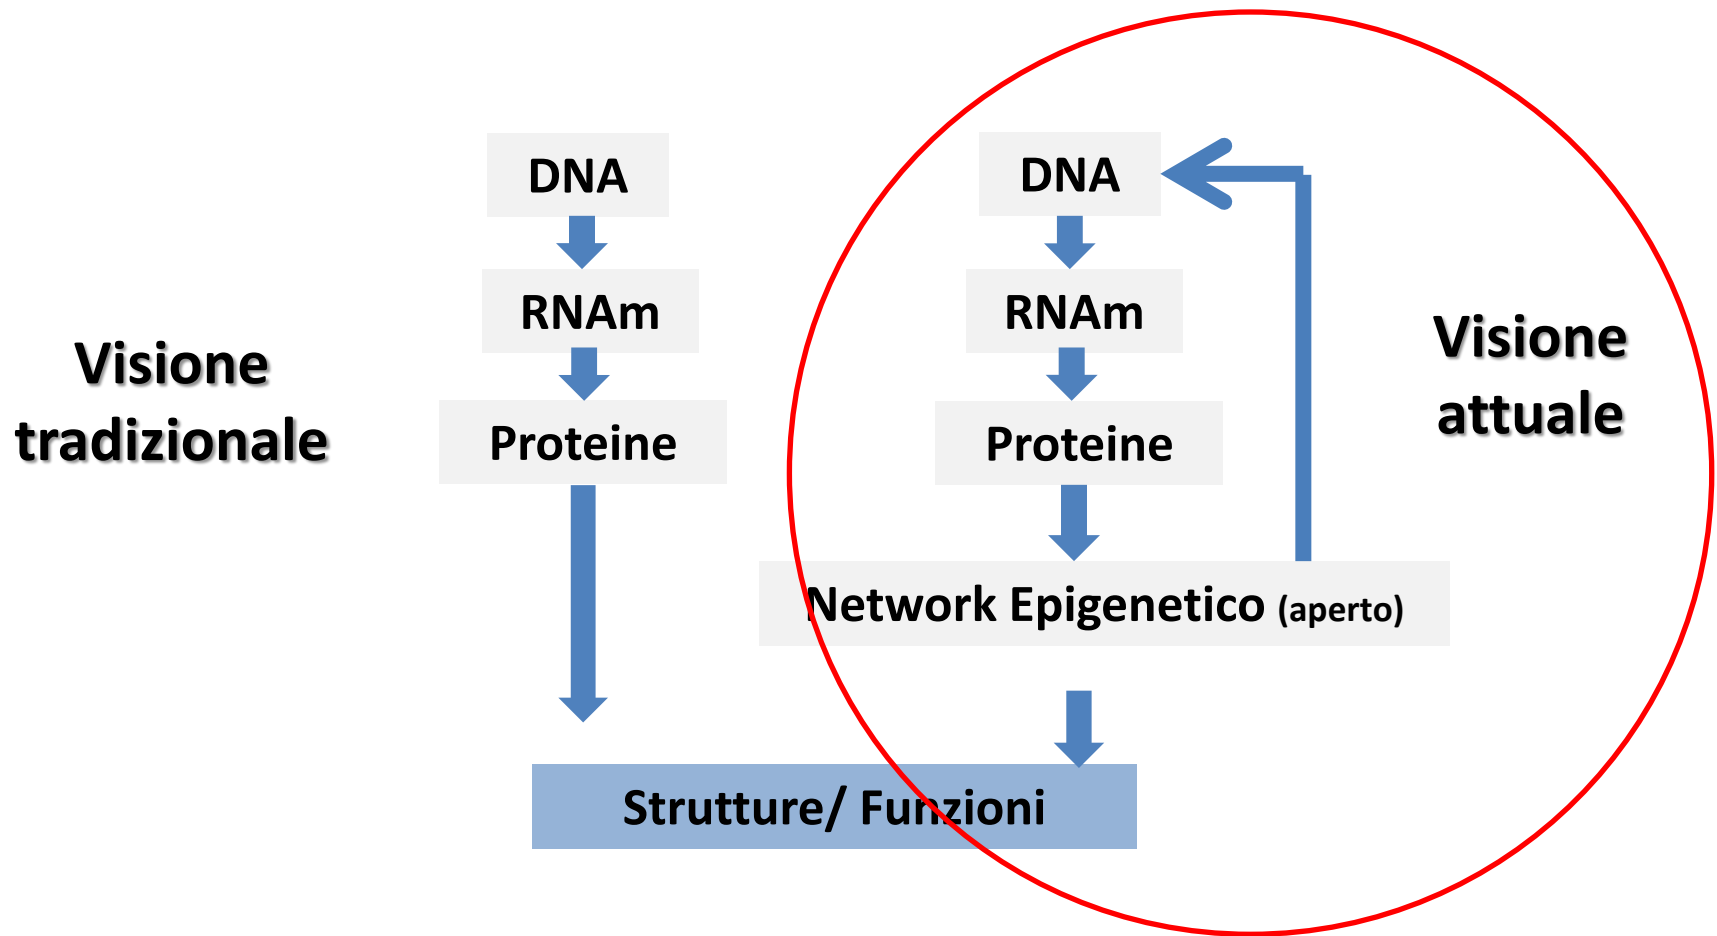 Visione
tradizionale
DNA
RNAm
Proteine
DNA
RNAm
Proteine
Network Epigenetico (aperto)
Visione
attuale
Strutture/ Funzioni